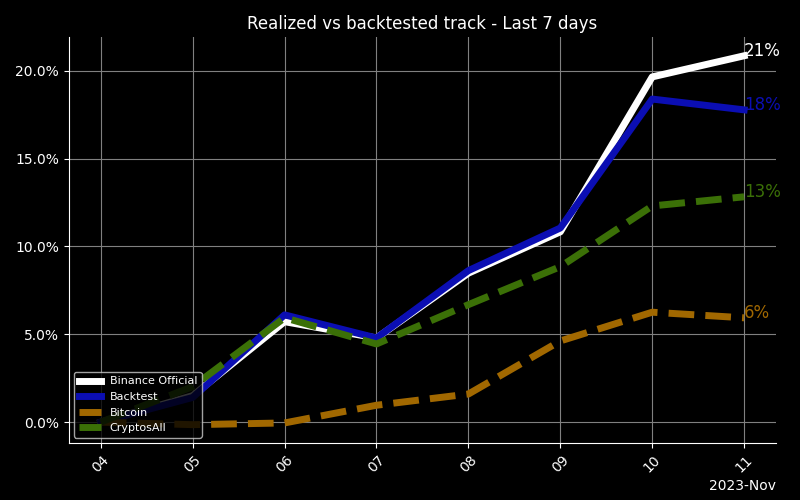 Realized vs backtested track - Last 7 days
21%
20.0%
18%
15.0%
13%
10.0%
6%
5.0%
0.0%
Binance Official
Backtest
Bitcoin
CryptosAll
04 05 06 07 08 09 10 11
2023-Nov